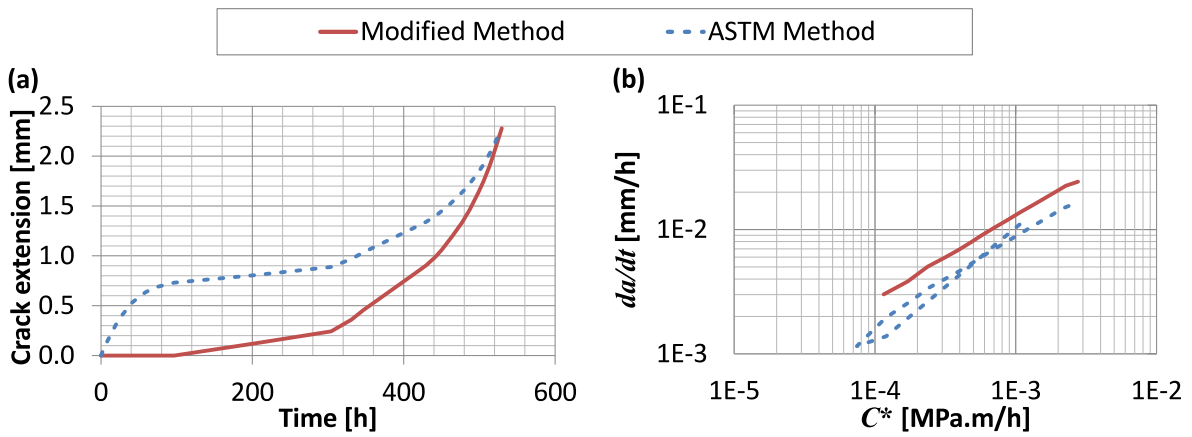 Modified Method
ASTM Method
(a)
Crack extension [mm]
2.5
2.0
1.5
1.0
0.5
0.0
0
200
400
600
Time [h]
(b)
da/dt [mm/h]
1E-1
1E-2
1E-3
1E-5
1E-4
1E-3
1E-2
C* [MPa.m/h]